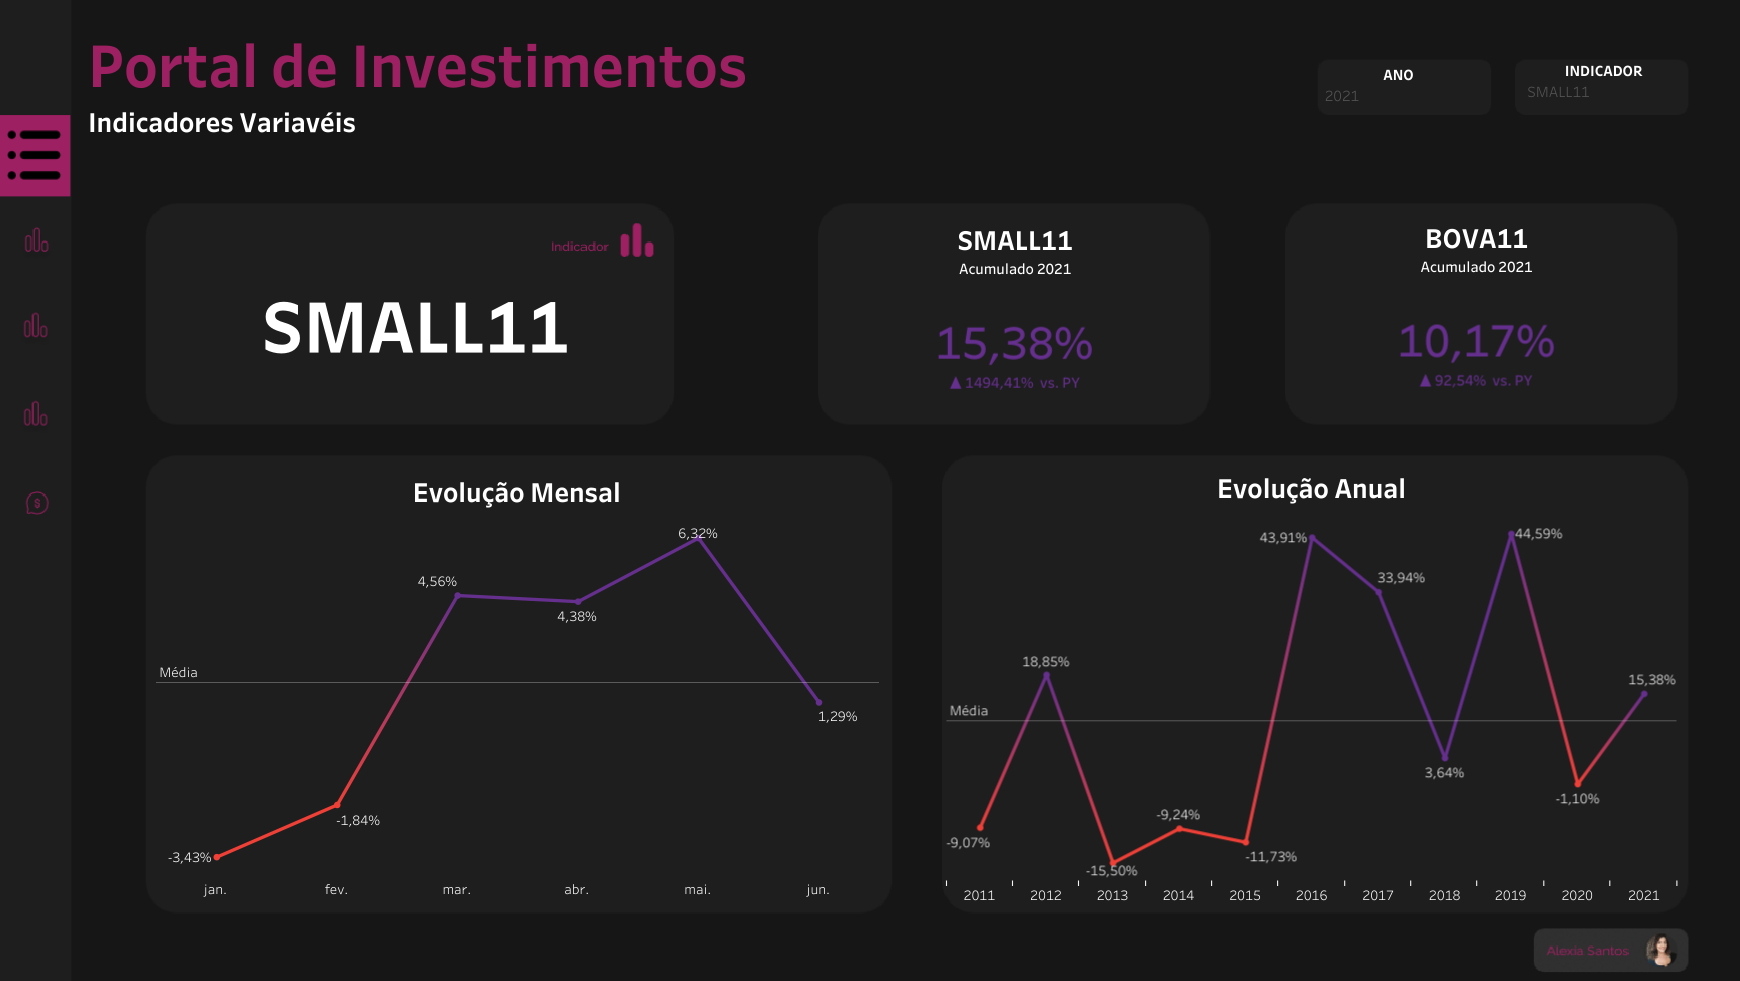 Portal de Investimentos
Indicadores Variavéis
ANO
2021
INDICADOR
SMALL11
Indicador
SMALL11
SMALL11
Acumulado 2021
15,38%
▲ 1494,41% vs. PY
BOVA11
Acumulado 2021
10,17%
▲ 92,54% vs. PY
Evolução Mensal
6,32%
4,56%
4,38%
Média
1,29%
-1,84%
-3,43%
jan. fev. mar. abr. mai. jun.
Evolução Anual
43,91%
44,59%
33,94%
18,85%
15,38%
Média
3,64%
-1,10%
-9,24%
-9,07%
-11,73%
-15,50%
2011 2012 2013 2014 2015 2016 2017 2018 2019 2020 2021
Alexia Santos